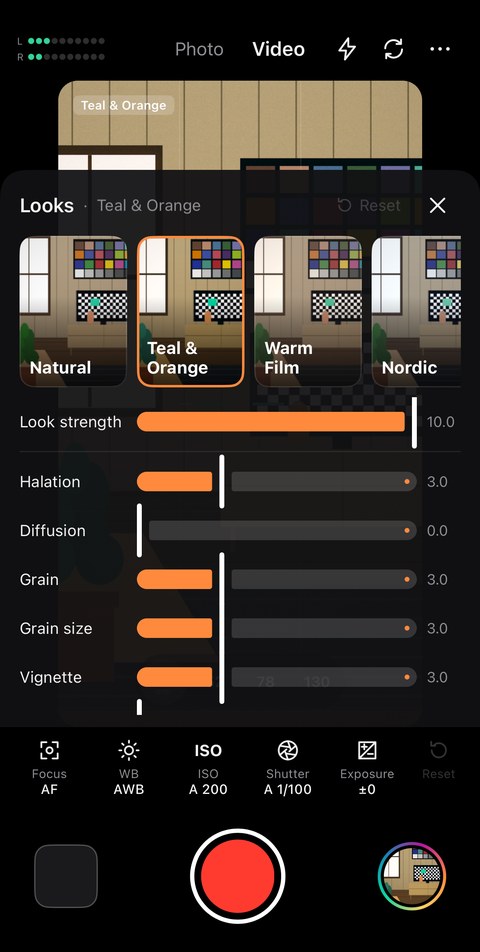 L
R
Photo
Video
Teal & Orange
Looks · Teal & Orange
Reset
Natural
Teal &
Orange
Warm
Film
Nordic
Look strength
10.0
Halation
3.0
Diffusion
0.0
Grain
3.0
Grain size
3.0
Vignette
3.0
78
130
ISO
Focus
WB
ISO
Shutter
Exposure
Reset
AF
AWB
A 200
A 1/100
±0